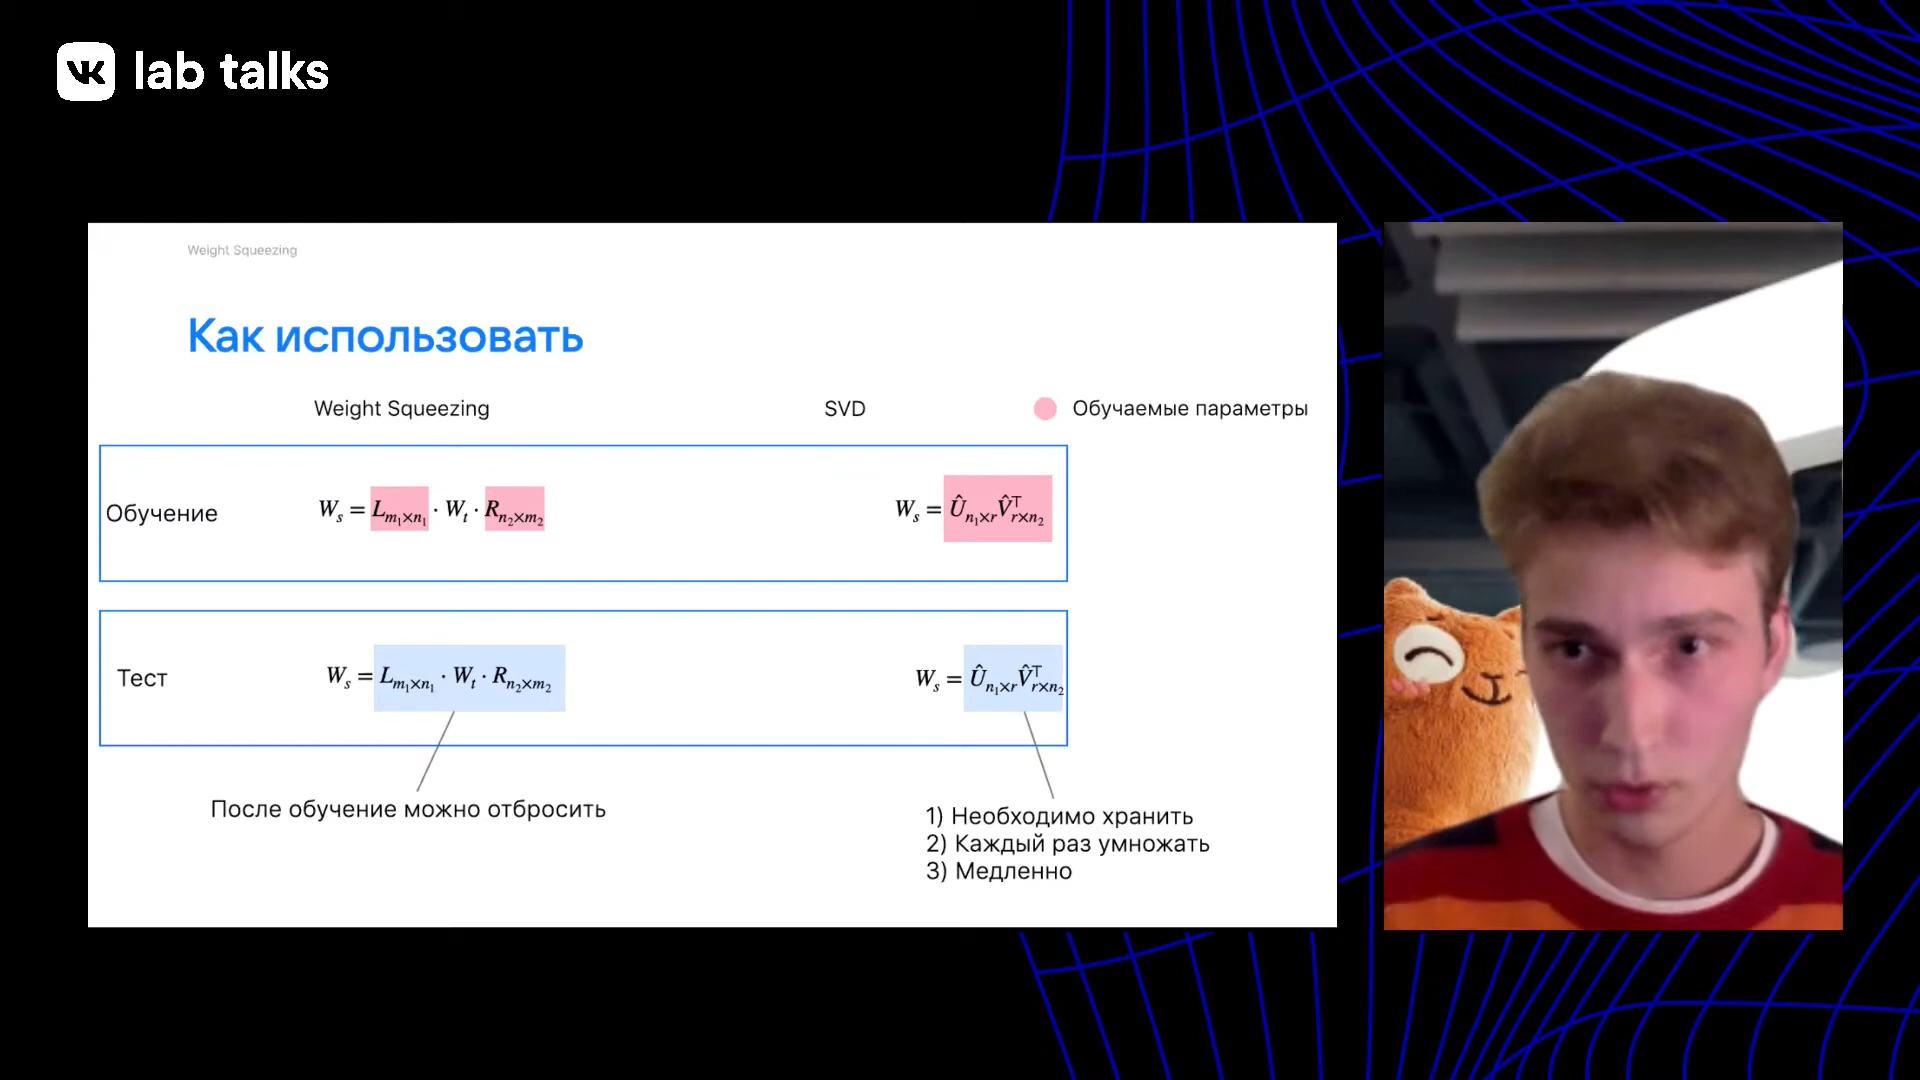 VK lab talks
Weight Squeezing
Как использовать
Weight Squeezing
SVD
Обучаемые параметры
Обучение
W_s = L_{m_1×n_1} · W_t · R_{n_2×m_2}
W_s = Û_{n_1×r} V̂^⊤_{r×n_2}
Тест
W_s = L_{m_1×n_1} · W_t · R_{n_2×m_2}
W_s = Û_{n_1×r} V̂^⊤_{r×n_2}
После обучение можно отбросить
1) Необходимо хранить
2) Каждый раз умножать
3) Медленно